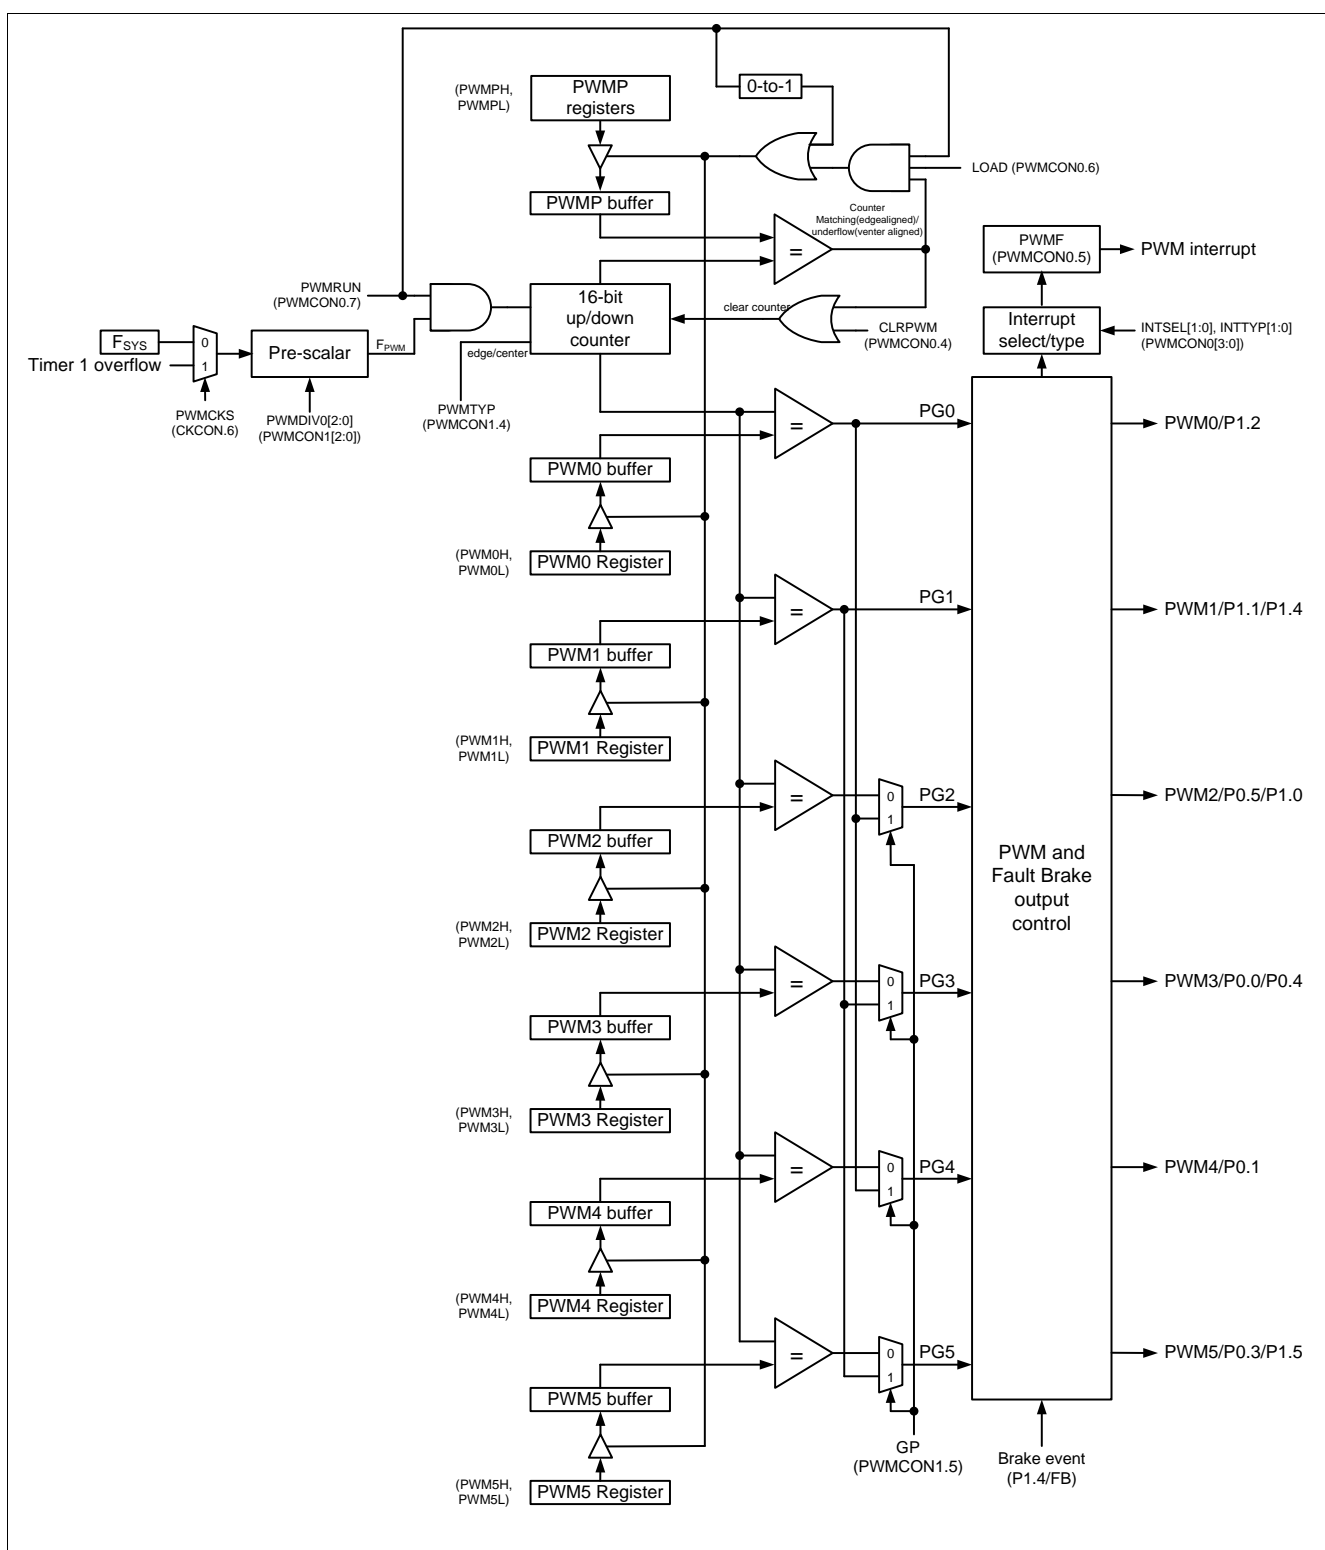 (PWMPH,
PWMPL)
PWMP
registers
0-to-1
LOAD (PWMCON0.6)
PWMP buffer
Counter
Matching(edgealigned)/
underflow(venter aligned)
=
PWMF
(PWMCON0.5)
PWM interrupt
PWMRUN
(PWMCON0.7)
16-bit
up/down
counter
clear counter
CLRPWM
(PWMCON0.4)
Interrupt
select/type
INTSEL[1:0], INTTYP[1:0]
(PWMCON0[3:0])
FSYS
Timer 1 overflow
0
1
Pre-scalar
FPWM
edge/center
PWMCKS
(CKCON.6)
PWMDIV0[2:0]
(PWMCON1[2:0])
PWMTYP
(PWMCON1.4)
=
PG0
PWM0/P1.2
PWM0 buffer
(PWM0H,
PWM0L)
PWM0 Register
=
PG1
PWM1/P1.1/P1.4
PWM1 buffer
(PWM1H,
PWM1L)
PWM1 Register
=
0
1
PG2
PWM2/P0.5/P1.0
PWM2 buffer
PWM and
Fault Brake
output
control
(PWM2H,
PWM2L)
PWM2 Register
=
0
1
PG3
PWM3/P0.0/P0.4
PWM3 buffer
(PWM3H,
PWM3L)
PWM3 Register
=
0
1
PG4
PWM4/P0.1
PWM4 buffer
(PWM4H,
PWM4L)
PWM4 Register
=
0
1
PG5
PWM5/P0.3/P1.5
PWM5 buffer
GP
(PWMCON1.5)
Brake event
(P1.4/FB)
(PWM5H,
PWM5L)
PWM5 Register